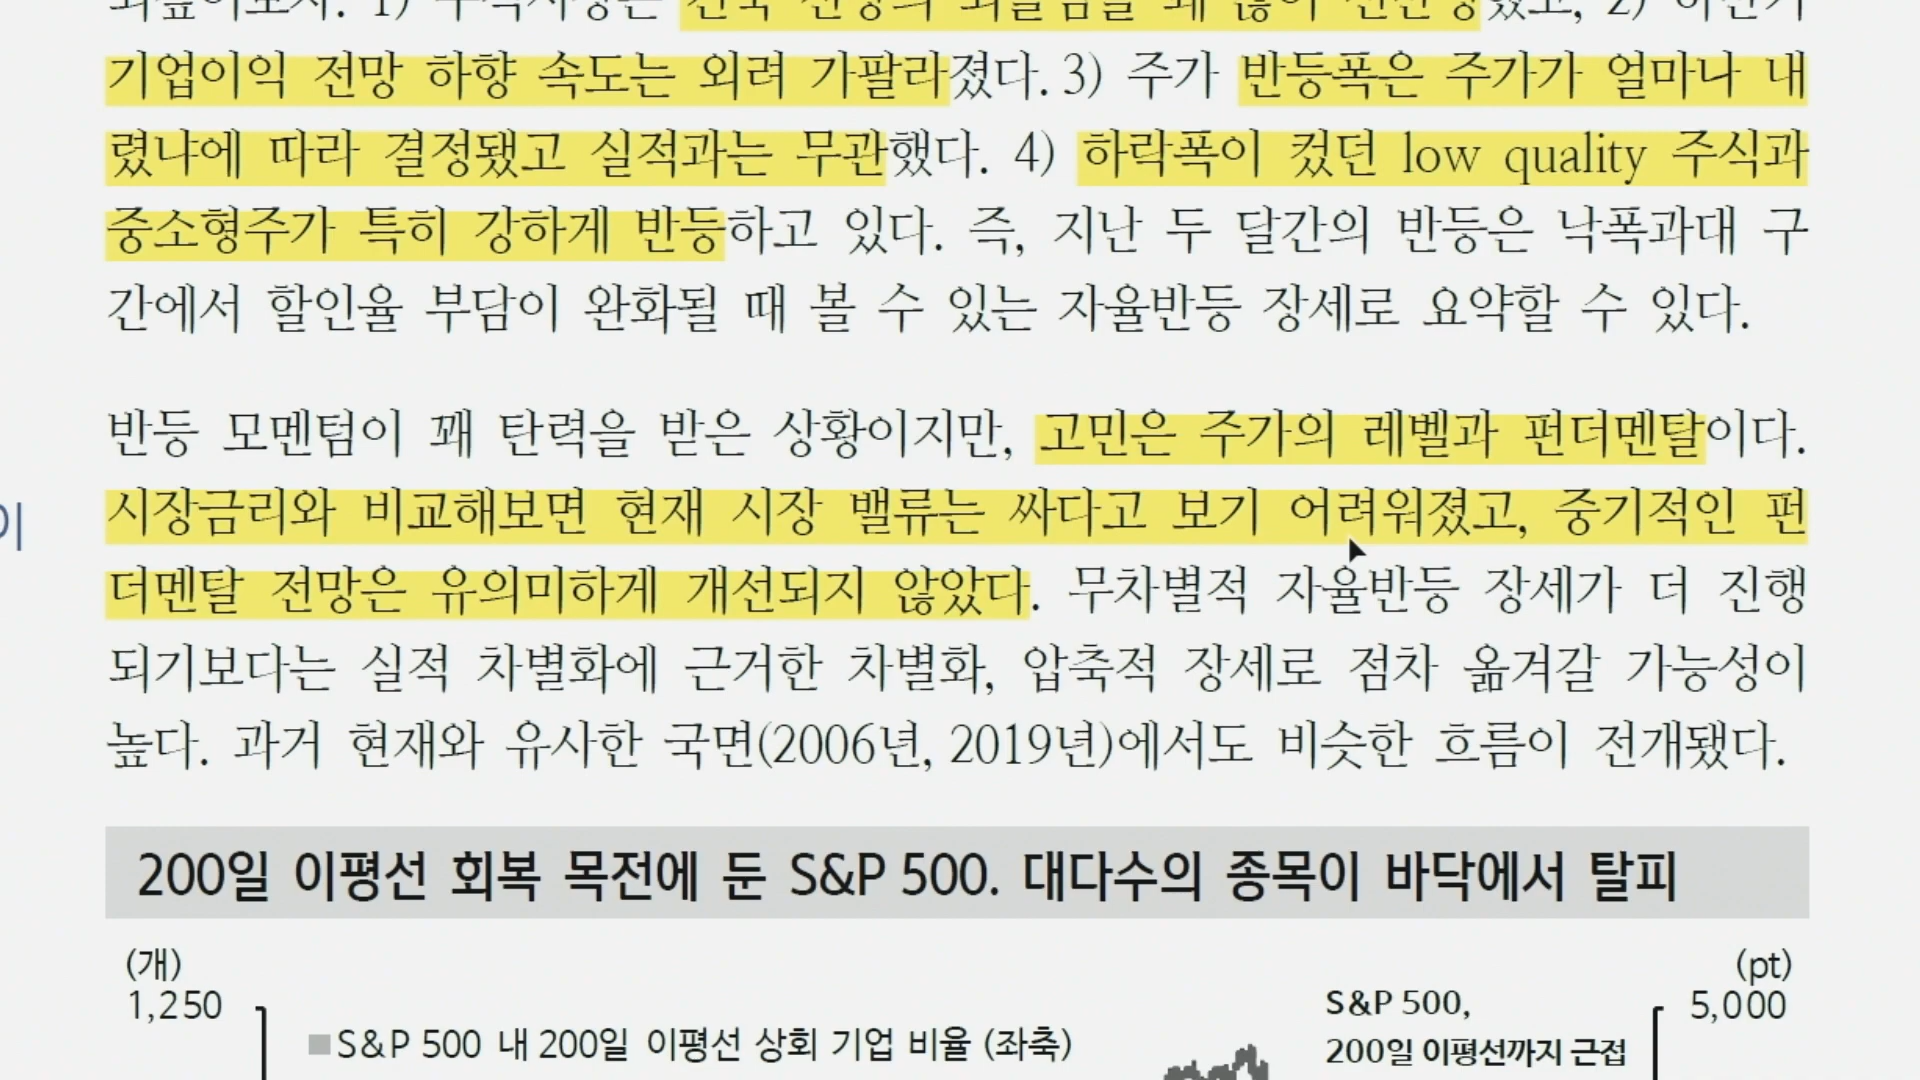 기업이익 전망 하향 속도는 외려 가팔라졌다. 3) 주가 반등폭은 주가가 얼마나 내
렸냐에 따라 결정됐고 실적과는 무관했다. 4) 하락폭이 컸던 low quality 주식과
중소형주가 특히 강하게 반등하고 있다. 즉, 지난 두 달간의 반등은 낙폭과대 구
간에서 할인율 부담이 완화될 때 볼 수 있는 자율반등 장세로 요약할 수 있다.
반등 모멘텀이 꽤 탄력을 받은 상황이지만, 고민은 주가의 레벨과 펀더멘탈이다.
이
시장금리와 비교해보면 현재 시장 밸류는 싸다고 보기 어려워졌고, 중기적인 펀
더멘탈 전망은 유의미하게 개선되지 않았다. 무차별적 자율반등 장세가 더 진행
되기보다는 실적 차별화에 근거한 차별화, 압축적 장세로 점차 옮겨갈 가능성이
높다. 과거 현재와 유사한 국면(2006년, 2019년)에서도 비슷한 흐름이 전개됐다.
200일 이평선 회복 목전에 둔 S&P 500. 대다수의 종목이 바닥에서 탈피
(개)
(pt)
1,250
S&P 500,
5,000
S&P 500 내 200일 이평선 상회 기업 비율 (좌축)
200일 이평선까지 근접